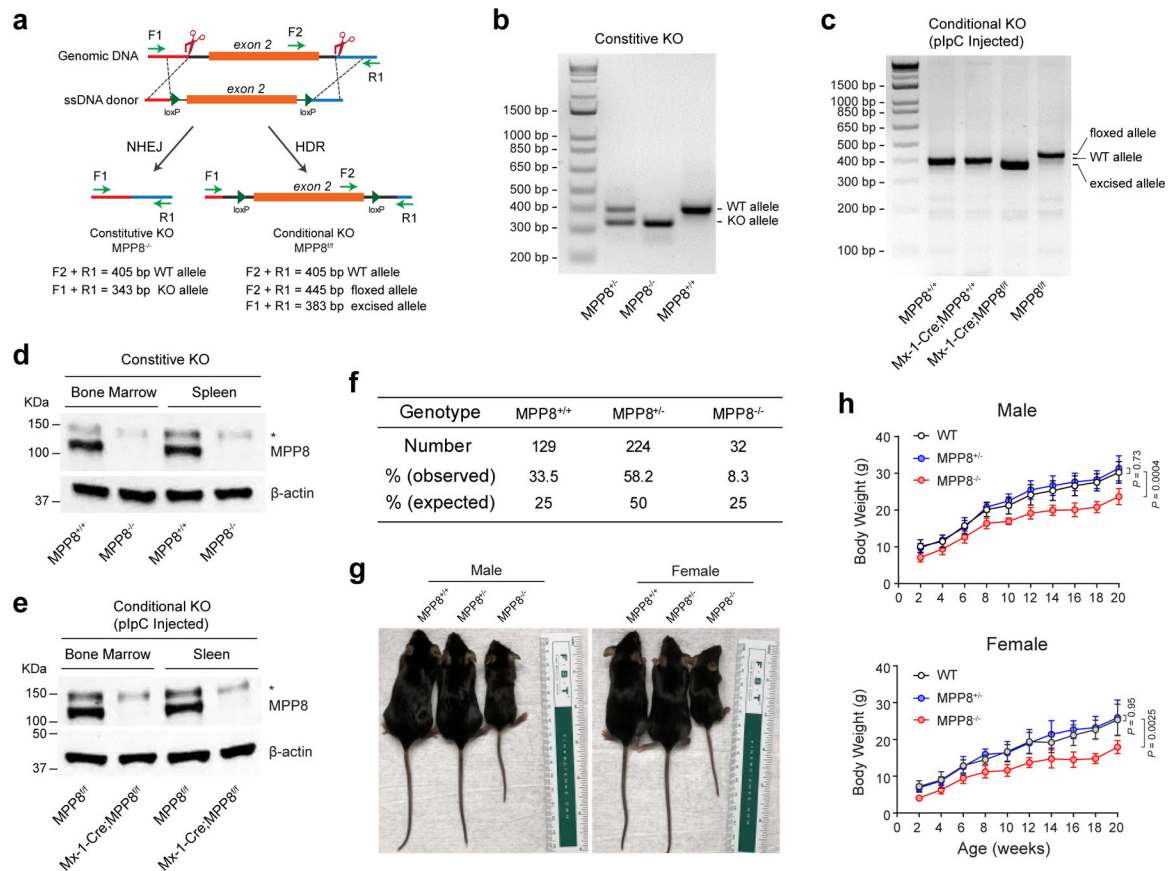 a
F1
F2
exon 2
Genomic DNA
R1
exon 2
ssDNA donor
loxP
loxP
NHEJ
HDR
F1
F1
exon 2
F2
R1
loxP
loxP
R1
Constitutive KO
MPP8-/-
Conditional KO
MPP8f/f
F2 + R1 = 405 bp WT allele
F1 + R1 = 343 bp KO allele
F2 + R1 = 405 bp WT allele
F2 + R1 = 445 bp floxed allele
F1 + R1 = 383 bp excised allele
b
Constitive KO
1500 bp
1000 bp
850 bp
650 bp
500 bp
400 bp
300 bp
200 bp
WT allele
KO allele
MPP8+/-
MPP8-/-
MPP8+/+
c
Conditional KO
(pIpC Injected)
1500 bp
1000 bp
850 bp
650 bp
500 bp
400 bp
300 bp
200 bp
100 bp
floxed allele
WT allele
excised allele
MPP8+/+
Mx-1-Cre;MPP8+/+
Mx-1-Cre;MPP8f/f
MPP8f/f
d
Constitive KO
Bone Marrow Spleen
KDa
150
100
37
*
MPP8
β-actin
MPP8+/+
MPP8-/-
MPP8+/+
MPP8-/-
e
Conditional KO
(pIpC Injected)
Bone Marrow Sleen
KDa
150
100
50
37
*
MPP8
β-actin
MPP8f/f
Mx-1-Cre;MPP8f/f
MPP8f/f
Mx-1-Cre;MPP8f/f
f
Genotype MPP8+/+ MPP8+/- MPP8-/-
Number 129 224 32
% (observed) 33.5 58.2 8.3
% (expected) 25 50 25
g
Male
MPP8+/+
MPP8+/-
MPP8-/-
Female
MPP8+/+
MPP8+/-
MPP8-/-
F·S·T
F·S·T
h
Male
WT
MPP8+/-
MPP8-/-
Body Weight (g)
40
30
20
10
0
2 4 6 8 10 12 14 16 18 20
P = 0.73
P = 0.0004
Female
WT
MPP8+/-
MPP8-/-
Body Weight (g)
40
30
20
10
0
2 4 6 8 10 12 14 16 18 20
P = 0.95
P = 0.0025
Age (weeks)